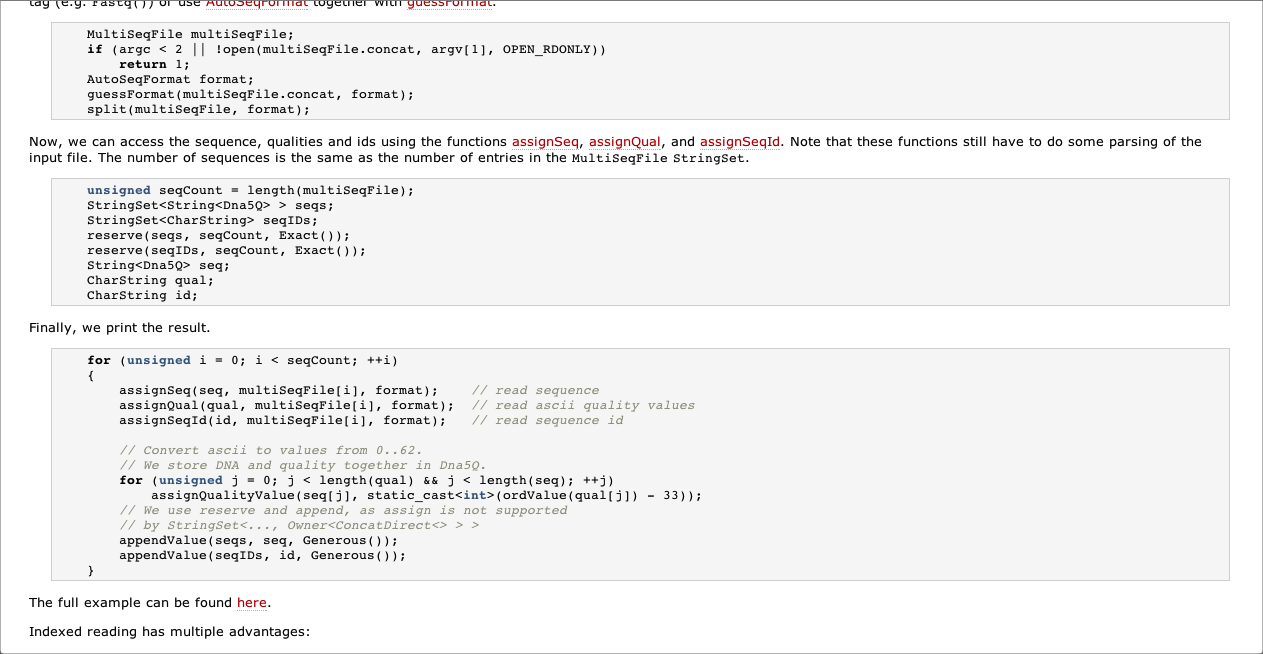 tag (e.g. Fastq()) or use AutoSeqFormat together with guessFormat.
MultiSeqFile multiSeqFile;
if (argc < 2 || !open(multiSeqFile.concat, argv[1], OPEN_RDONLY))
    return 1;
AutoSeqFormat format;
guessFormat(multiSeqFile.concat, format);
split(multiSeqFile, format);
Now, we can access the sequence, qualities and ids using the functions assignSeq, assignQual, and assignSeqId. Note that these functions still have to do some parsing of the
input file. The number of sequences is the same as the number of entries in the MultiSeqFile StringSet.
unsigned seqCount = length(multiSeqFile);
StringSet<String<Dna5Q> > seqs;
StringSet<CharString> seqIDs;
reserve(seqs, seqCount, Exact());
reserve(seqIDs, seqCount, Exact());
String<Dna5Q> seq;
CharString qual;
CharString id;
Finally, we print the result.
for (unsigned i = 0; i < seqCount; ++i)
{
    assignSeq(seq, multiSeqFile[i], format);    // read sequence
    assignQual(qual, multiSeqFile[i], format);  // read ascii quality values
    assignSeqId(id, multiSeqFile[i], format);   // read sequence id
    // Convert ascii to values from 0..62.
    // We store DNA and quality together in Dna5Q.
    for (unsigned j = 0; j < length(qual) && j < length(seq); ++j)
        assignQualityValue(seq[j], static_cast<int>(ordValue(qual[j]) - 33));
    // We use reserve and append, as assign is not supported
    // by StringSet<..., Owner<ConcatDirect<> > >
    appendValue(seqs, seq, Generous());
    appendValue(seqIDs, id, Generous());
}
The full example can be found here.
Indexed reading has multiple advantages: